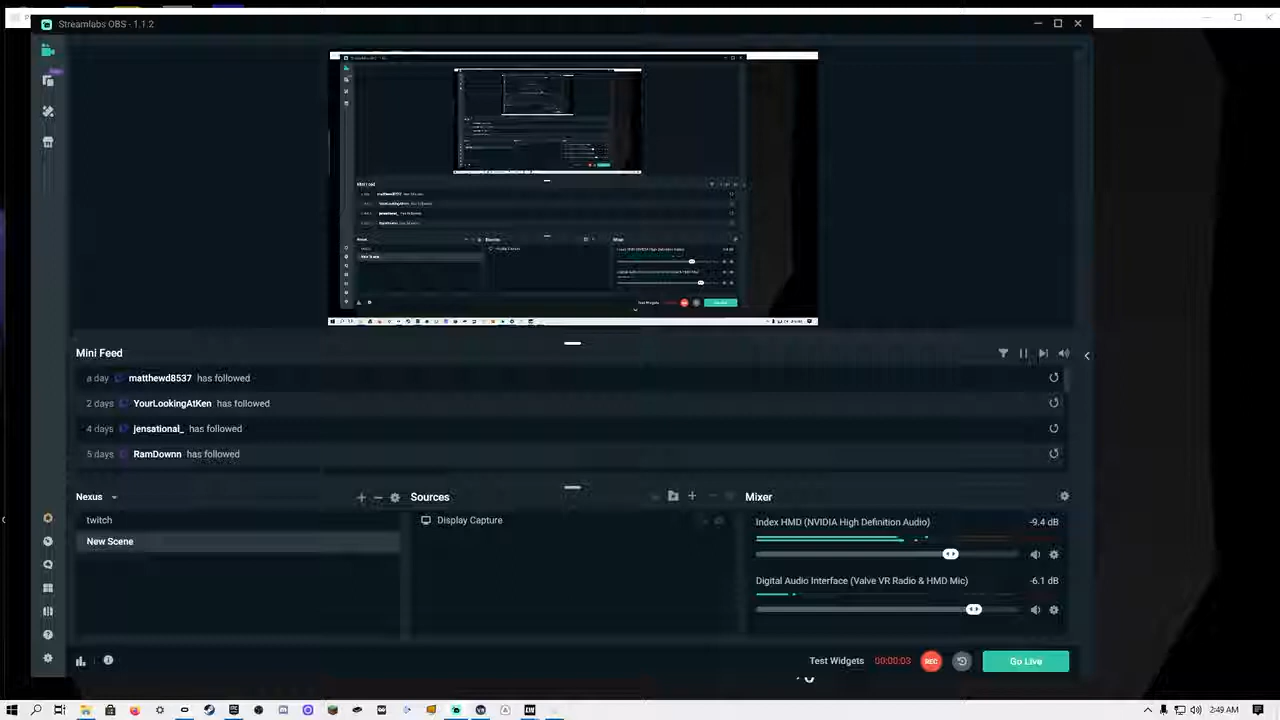 Streamlabs OBS - 1.1.2
Mini Feed
a day matthewd8537 has followed
2 days YourLookingAtKen has followed
4 days jensational_ has followed
5 days RamDownn has followed
Nexus
twitch
New Scene
Sources
Display Capture
Mixer
Index HMD (NVIDIA High Definition Audio) -9.4 dB
Digital Audio Interface (Valve VR Radio & HMD Mic) -6.1 dB
Test Widgets 00:00:03 REC Go Live
2:49 AM